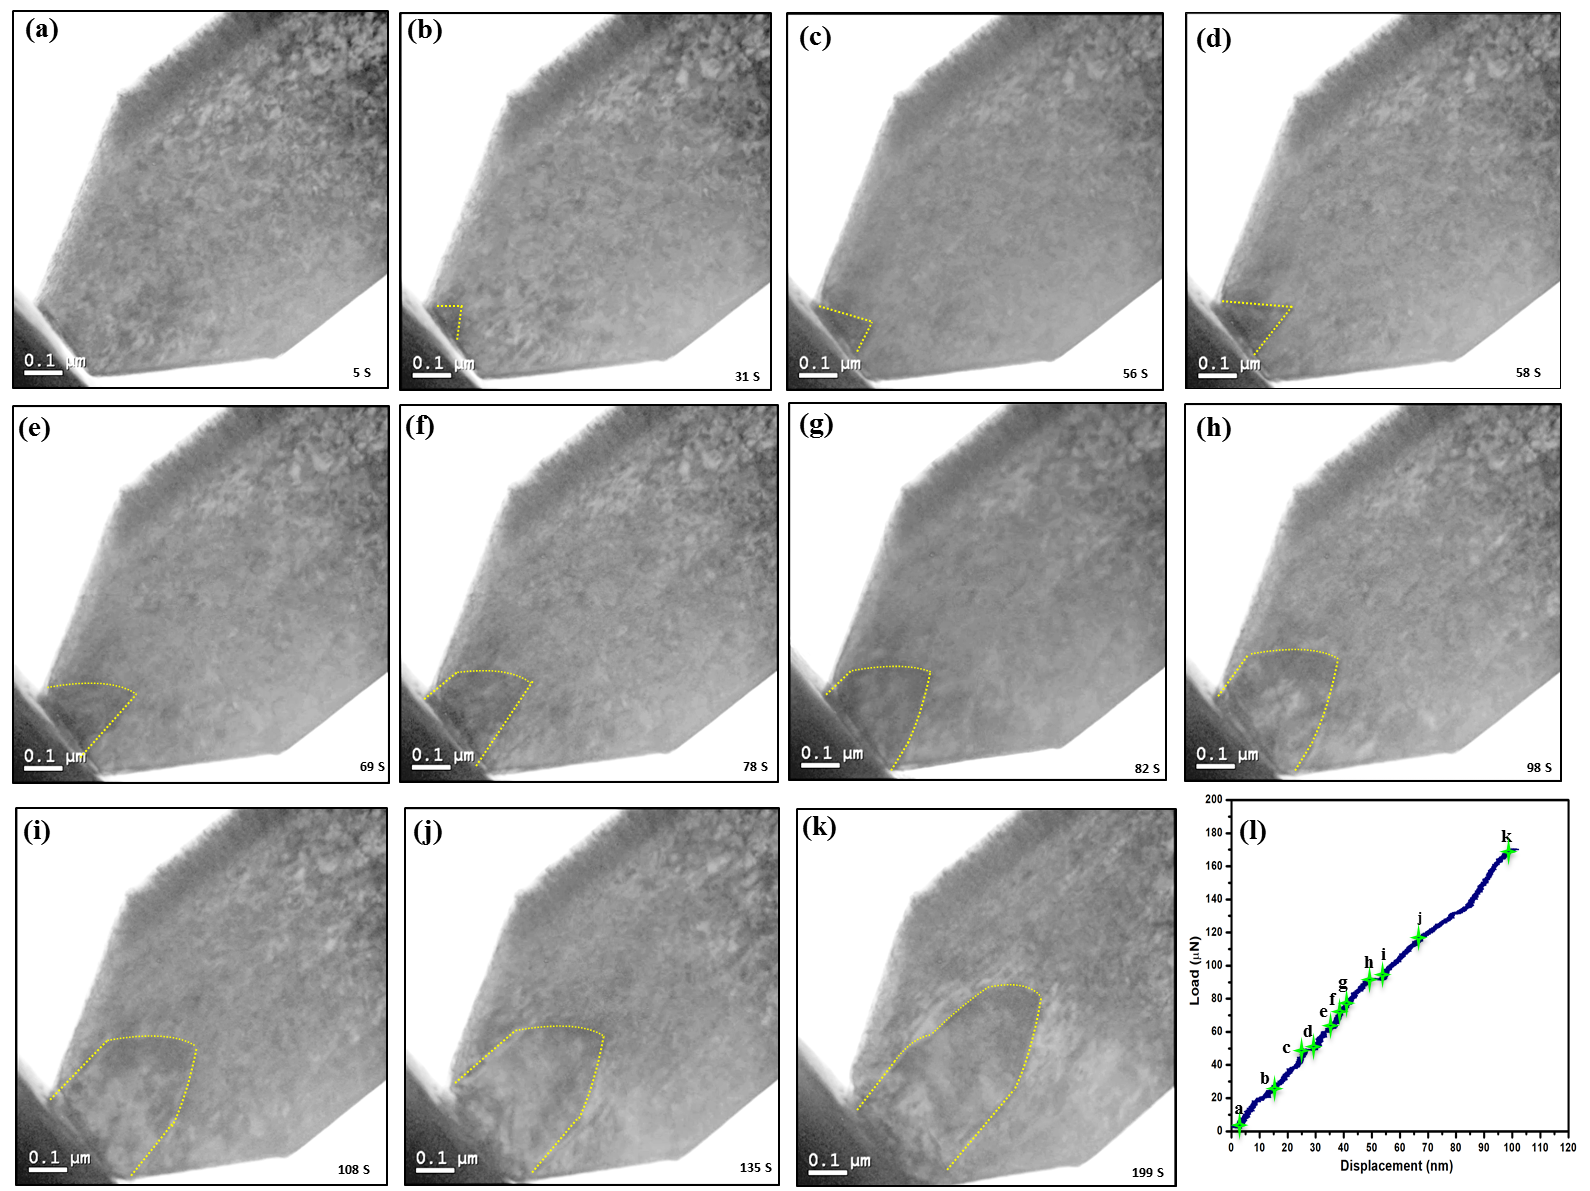 (a)
0.1 μm
5 S
(b)
0.1 μm
31 S
(c)
0.1 μm
56 S
(d)
0.1 μm
58 S
(e)
0.1 μm
69 S
(f)
0.1 μm
78 S
(g)
0.1 μm
82 S
(h)
0.1 μm
98 S
(i)
0.1 μm
108 S
(j)
0.1 μm
135 S
(k)
0.1 μm
199 S
(l)
200
180
160
140
120
100
80
60
40
20
0
Load (μN)
a
b
c
d
e
f
g
h
i
j
k
0 10 20 30 40 50 60 70 80 90 100 110 120
Displacement (nm)